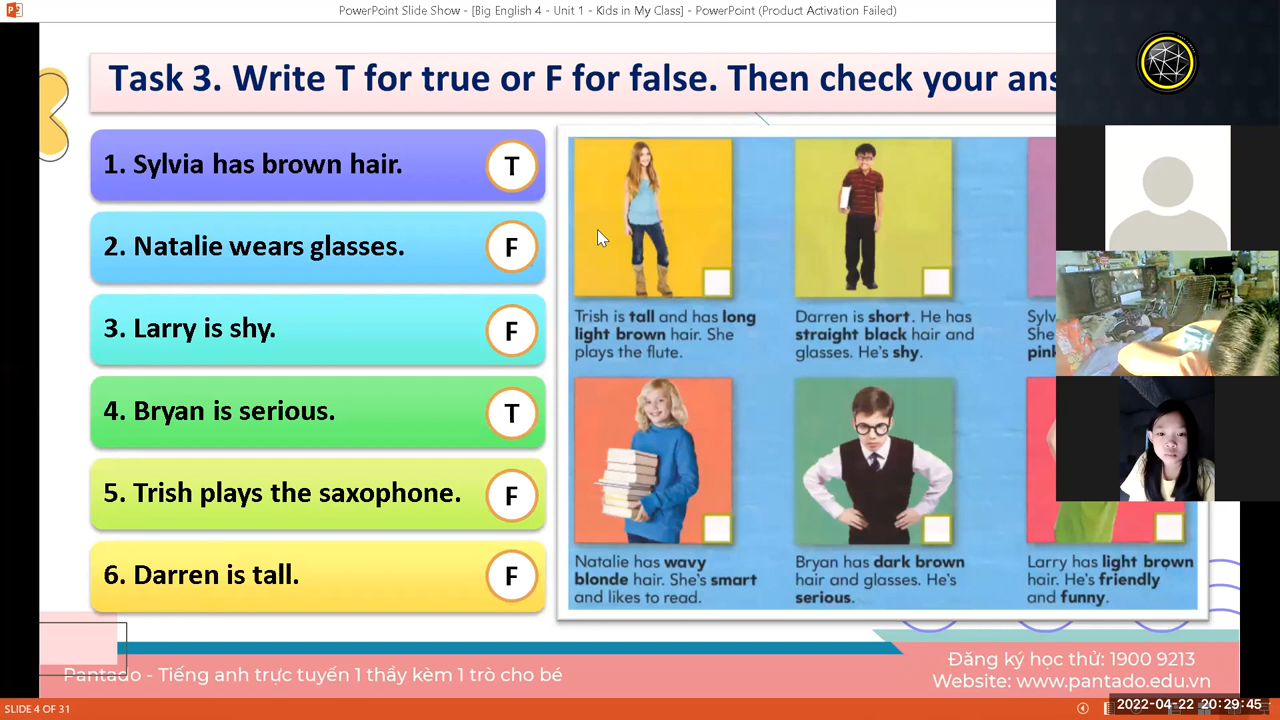 PowerPoint Slide Show - [Big English 4 - Unit 1 - Kids in My Class] - PowerPoint (Product Activation Failed)
Task 3. Write T for true or F for false. Then check your ans
1. Sylvia has brown hair.
T
2. Natalie wears glasses.
F
3. Larry is shy.
F
4. Bryan is serious.
T
5. Trish plays the saxophone.
F
6. Darren is tall.
F
Trish is tall and has long
light brown hair. She
plays the flute.
Darren is short. He has
straight black hair and
glasses. He's shy.
Sylv
She
pink
Natalie has wavy
blonde hair. She's smart
and likes to read.
Bryan has dark brown
hair and glasses. He's
serious.
Larry has light brown
hair. He's friendly
and funny.
Pantado - Tiếng anh trực tuyến 1 thầy kèm 1 trò cho bé
Đăng ký học thử: 1900 9213
Website: www.pantado.edu.vn
SLIDE 4 OF 31
2022-04-22 20:29:45